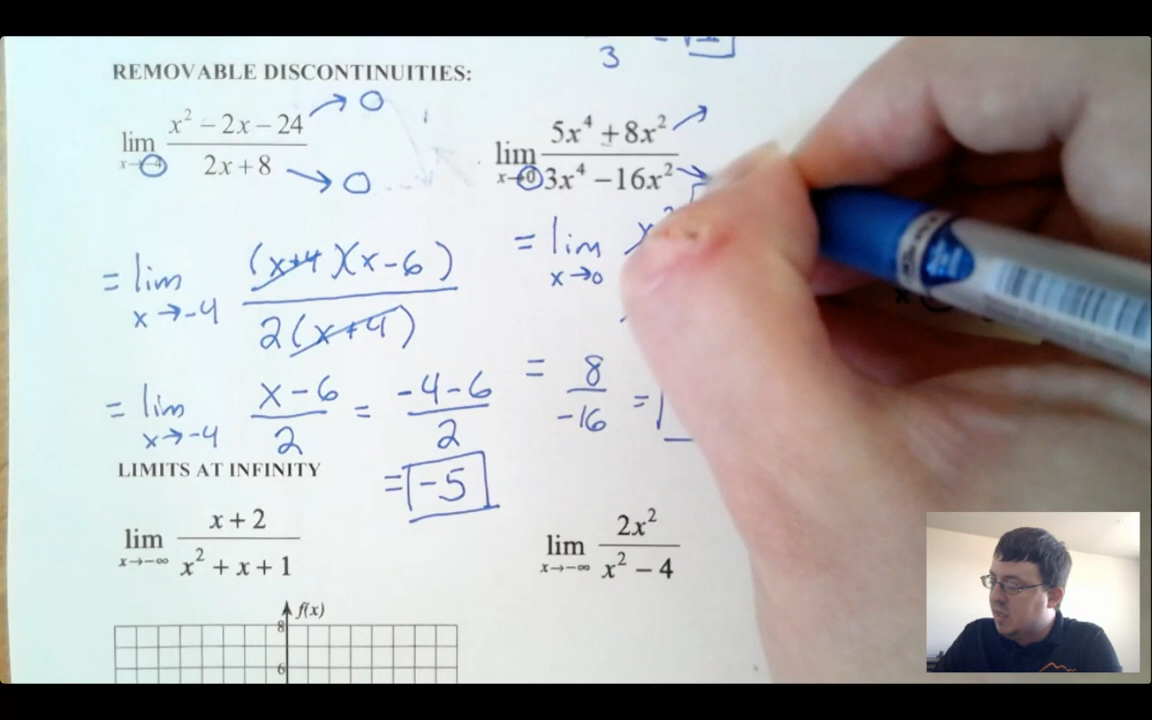 3 =
REMOVABLE DISCONTINUITIES:
lim x→-4 (x² − 2x − 24)/(2x + 8) → 0 → 0
= lim x→-4 (x+4)(x-6) / 2(x+4)
= lim x→-4 (x-6)/2 = (-4-6)/2
= -5
lim x→0 (5x⁴ + 8x²)/(3x⁴ − 16x²)
= lim x→0
= 8/-16 =
LIMITS AT INFINITY
lim x→−∞ (x + 2)/(x² + x + 1)
lim x→−∞ 2x²/(x² − 4)
f(x)
8
6